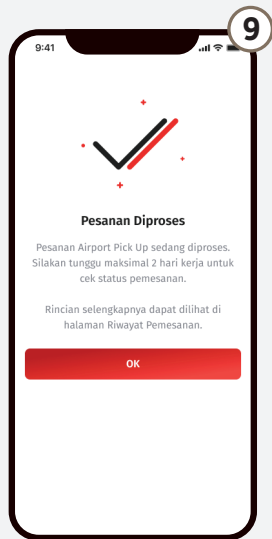 9
9:41
Pesanan Diproses
Pesanan Airport Pick Up sedang diproses.
Silakan tunggu maksimal 2 hari kerja untuk
cek status pemesanan.
Rincian selengkapnya dapat dilihat di
halaman Riwayat Pemesanan.
OK